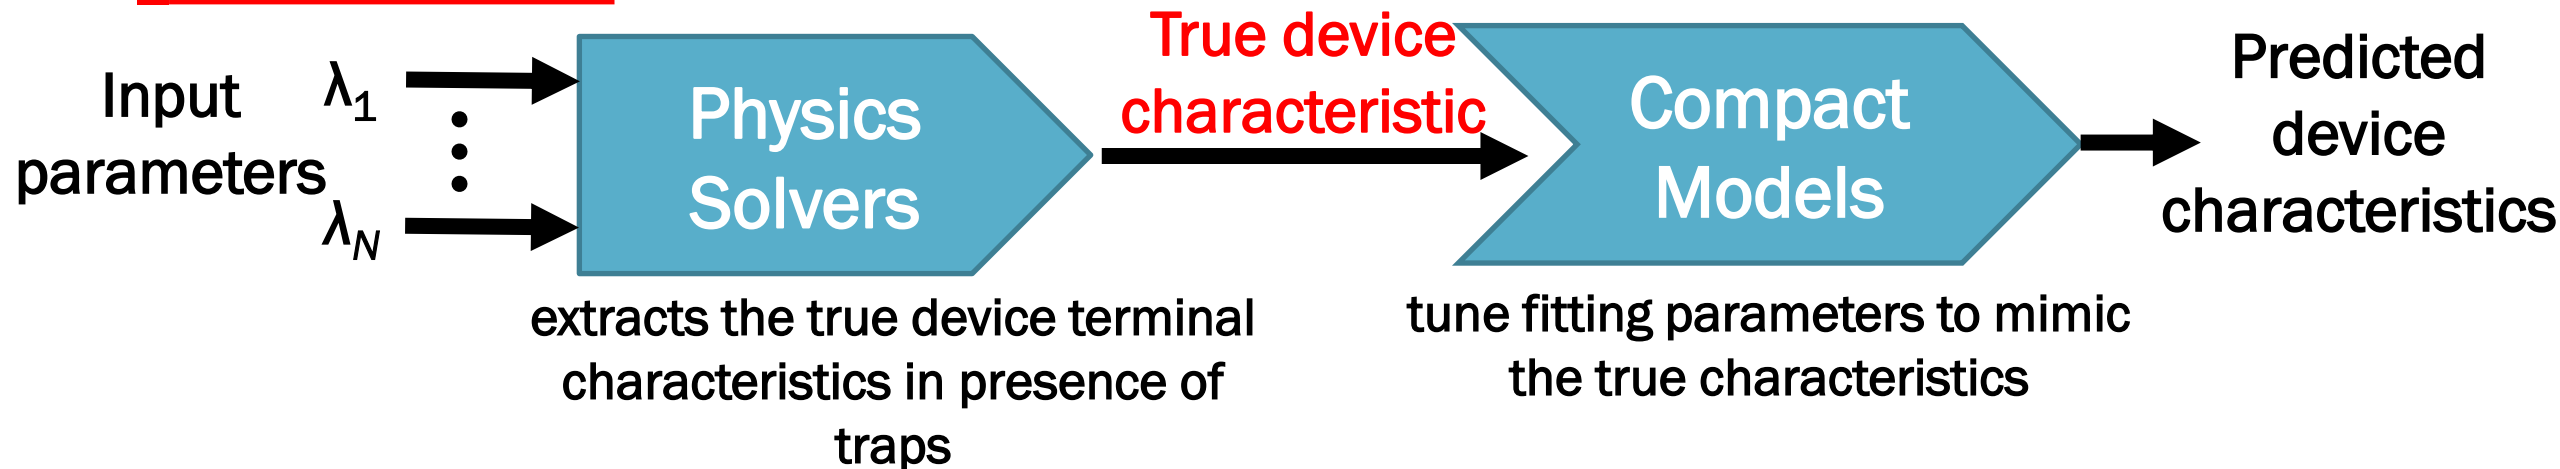 Input
parameters
λ1
λN
Physics
Solvers
extracts the true device terminal
characteristics in presence of
traps
True device
characteristic
Compact
Models
tune fitting parameters to mimic
the true characteristics
Predicted
device
characteristics